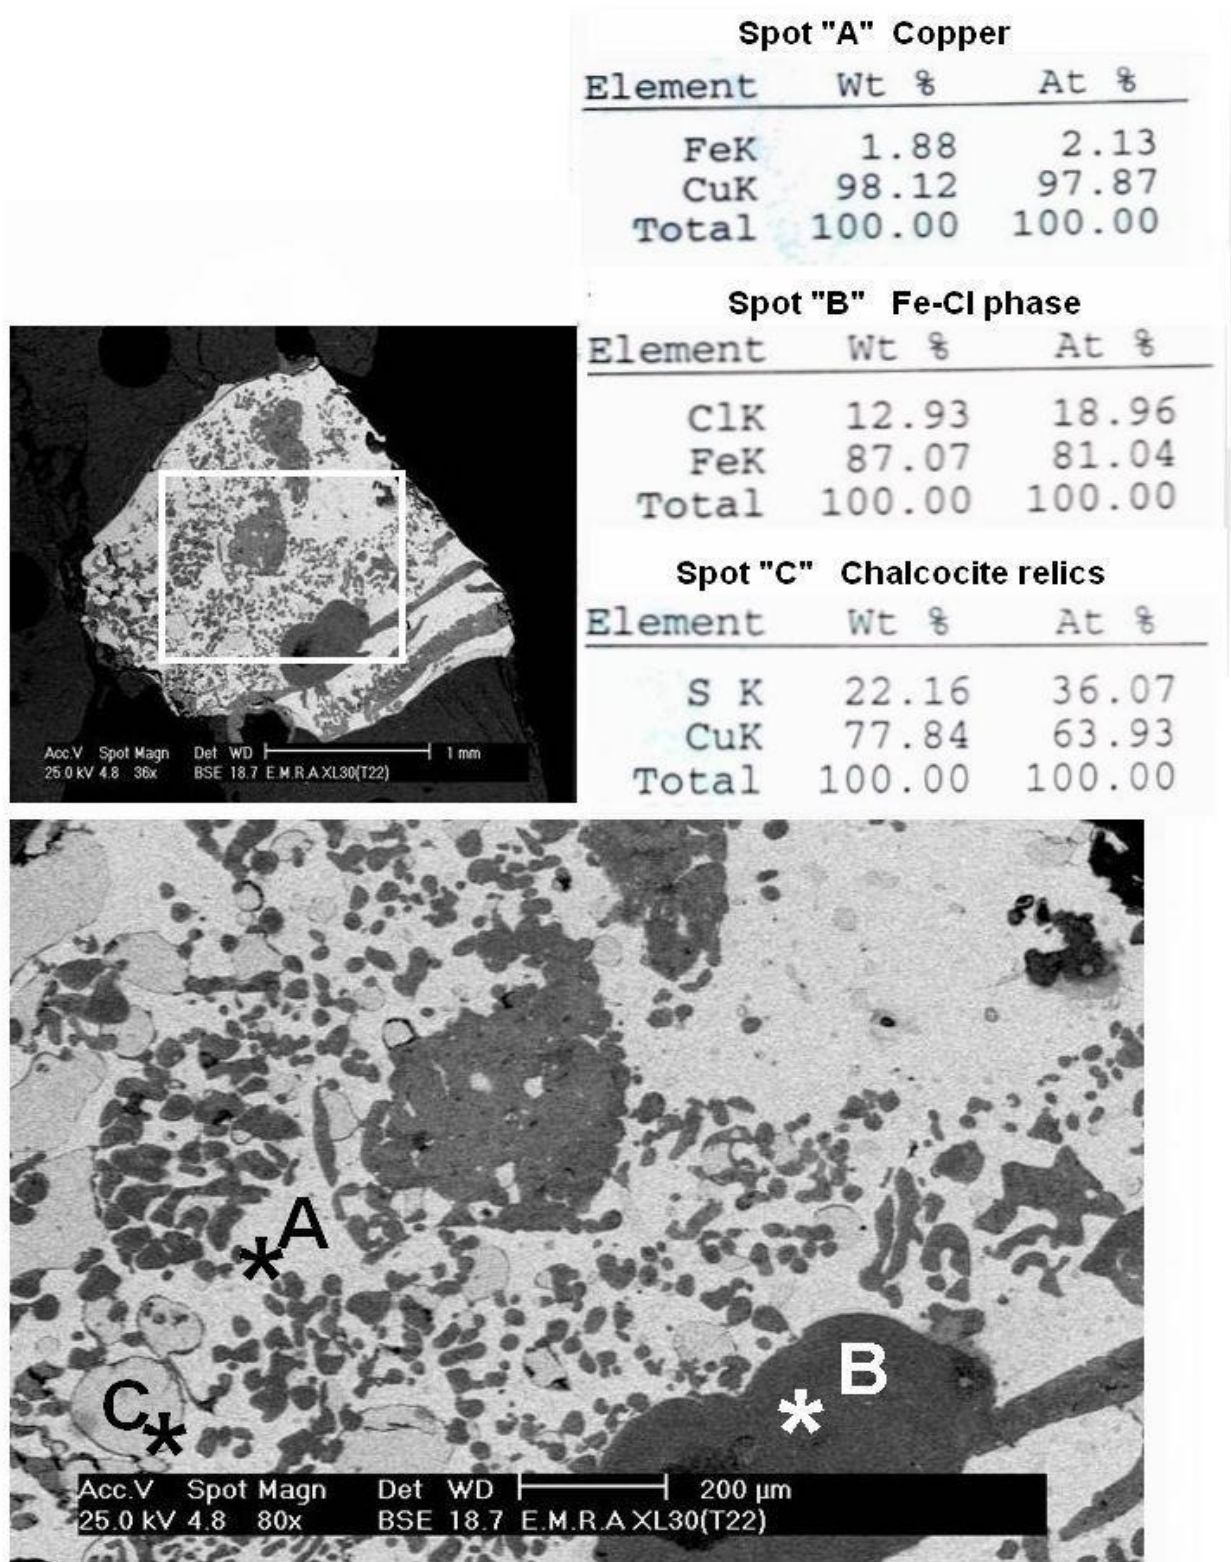 Spot "A" Copper
Element Wt % At %
FeK 1.88 2.13
CuK 98.12 97.87
Total 100.00 100.00
Spot "B" Fe-Cl phase
Element Wt % At %
ClK 12.93 18.96
FeK 87.07 81.04
Total 100.00 100.00
Spot "C" Chalcocite relics
Element Wt % At %
S K 22.16 36.07
CuK 77.84 63.93
Total 100.00 100.00
Acc.V Spot Magn Det WD 1 mm
25.0 kV 4.8 36x BSE 18.7 E.M.R.A XL30(T22)
A
B
C
Acc.V Spot Magn Det WD 200 µm
25.0 kV 4.8 80x BSE 18.7 E.M.R.A XL30(T22)